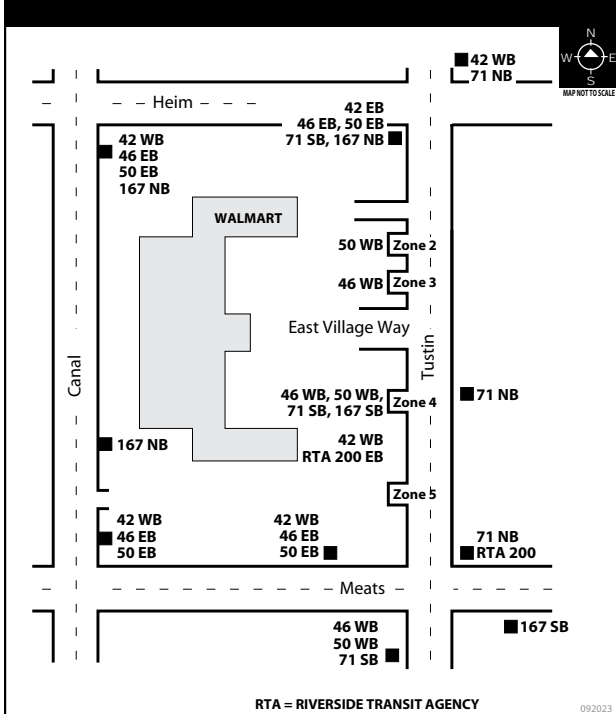 N
W E
S
MAP NOT TO SCALE
42 WB
71 NB
Heim
42 EB
46 EB, 50 EB
71 SB, 167 NB
42 WB
46 EB
50 EB
167 NB
WALMART
50 WB Zone 2
46 WB Zone 3
East Village Way
Canal
Tustin
46 WB, 50 WB,
71 SB, 167 SB
Zone 4
71 NB
42 WB
RTA 200 EB
167 NB
Zone 5
42 WB
46 EB
50 EB
42 WB
46 EB
50 EB
71 NB
RTA 200
Meats
46 WB
50 WB
71 SB
167 SB
RTA = RIVERSIDE TRANSIT AGENCY
092023